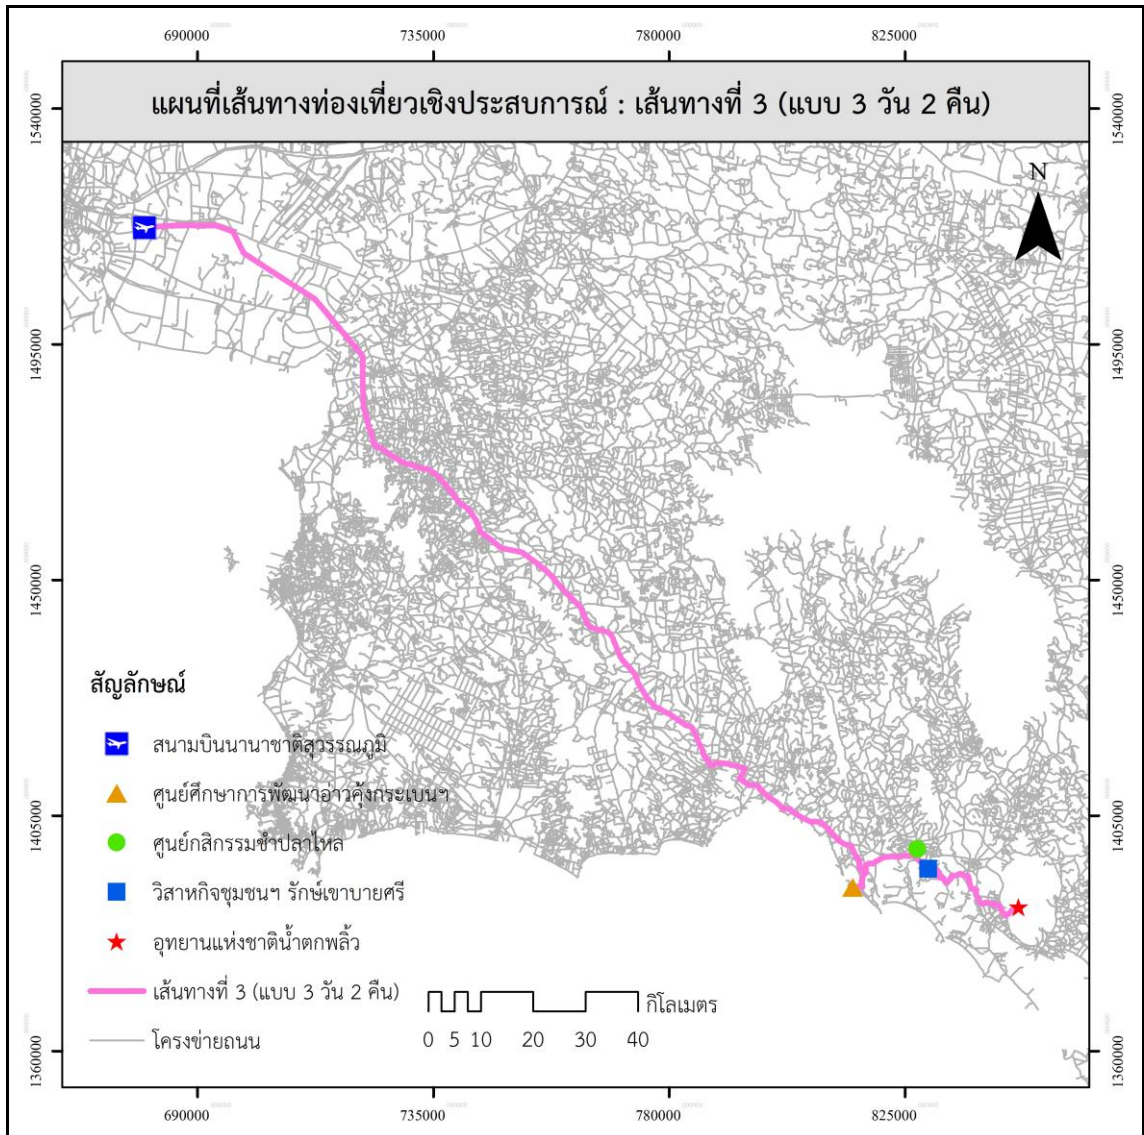 690000 735000 780000 825000
แผนที่เส้นทางท่องเที่ยวเชิงประสบการณ์ : เส้นทางที่ 3 (แบบ 3 วัน 2 คืน)
1540000 1540000
N
1495000 1495000
1450000 1450000
สัญลักษณ์
สนามบินนานาชาติสุวรรณภูมิ
ศูนย์ศึกษาการพัฒนาอ่าวคุ้งกระเบนฯ
1405000 1405000
ศูนย์กสิกรรมซำปลาไหล
วิสาหกิจชุมชนฯ รักษ์เขาบายศรี
อุทยานแห่งชาติน้ำตกพลิ้ว
เส้นทางที่ 3 (แบบ 3 วัน 2 คืน)
กิโลเมตร
โครงข่ายถนน
0 5 10 20 30 40
1360000 1360000
690000 735000 780000 825000